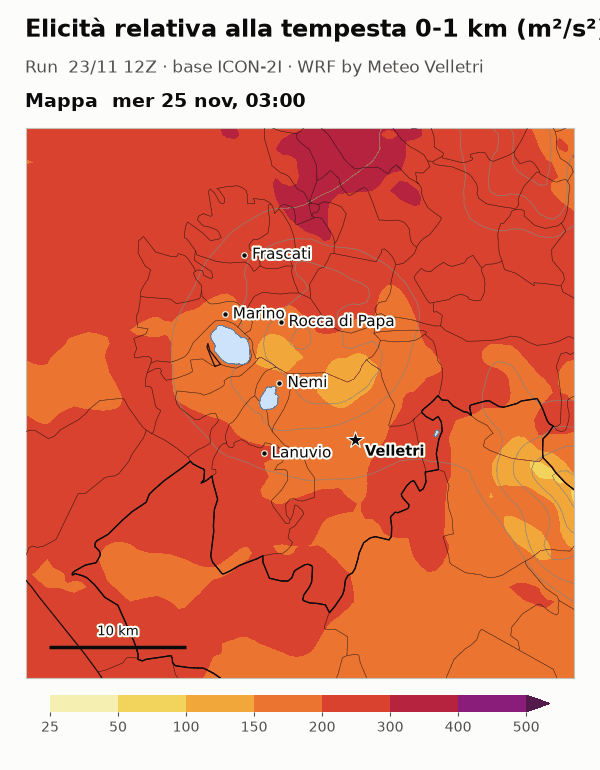 Elicità relativa alla tempesta 0-1 km (m²/s²)
Run  23/11 12Z · base ICON-2I · WRF by Meteo Velletri
Mappa  mer 25 nov, 03:00
Frascati
Marino
Rocca di Papa
Nemi
Velletri
Lanuvio
10 km
25 50 100 150 200 300 400 500